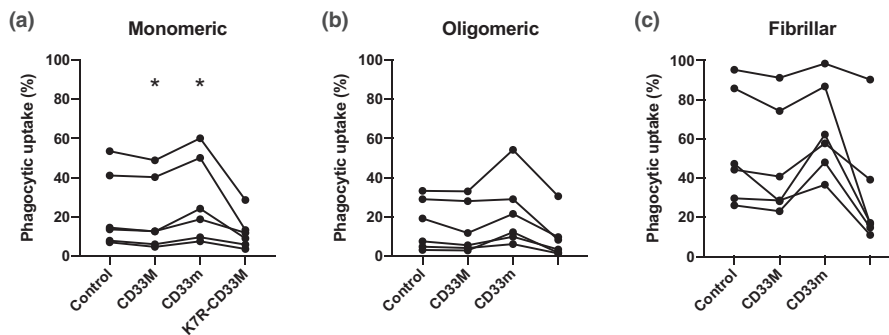 (a)
Monomeric
Phagocytic uptake (%)
100
80
60
40
20
0
*
*
Control
CD33M
CD33m
K7R-CD33M
(b)
Oligomeric
Phagocytic uptake (%)
100
80
60
40
20
0
Control
CD33M
CD33m
(c)
Fibrillar
Phagocytic uptake (%)
100
80
60
40
20
0
Control
CD33M
CD33m